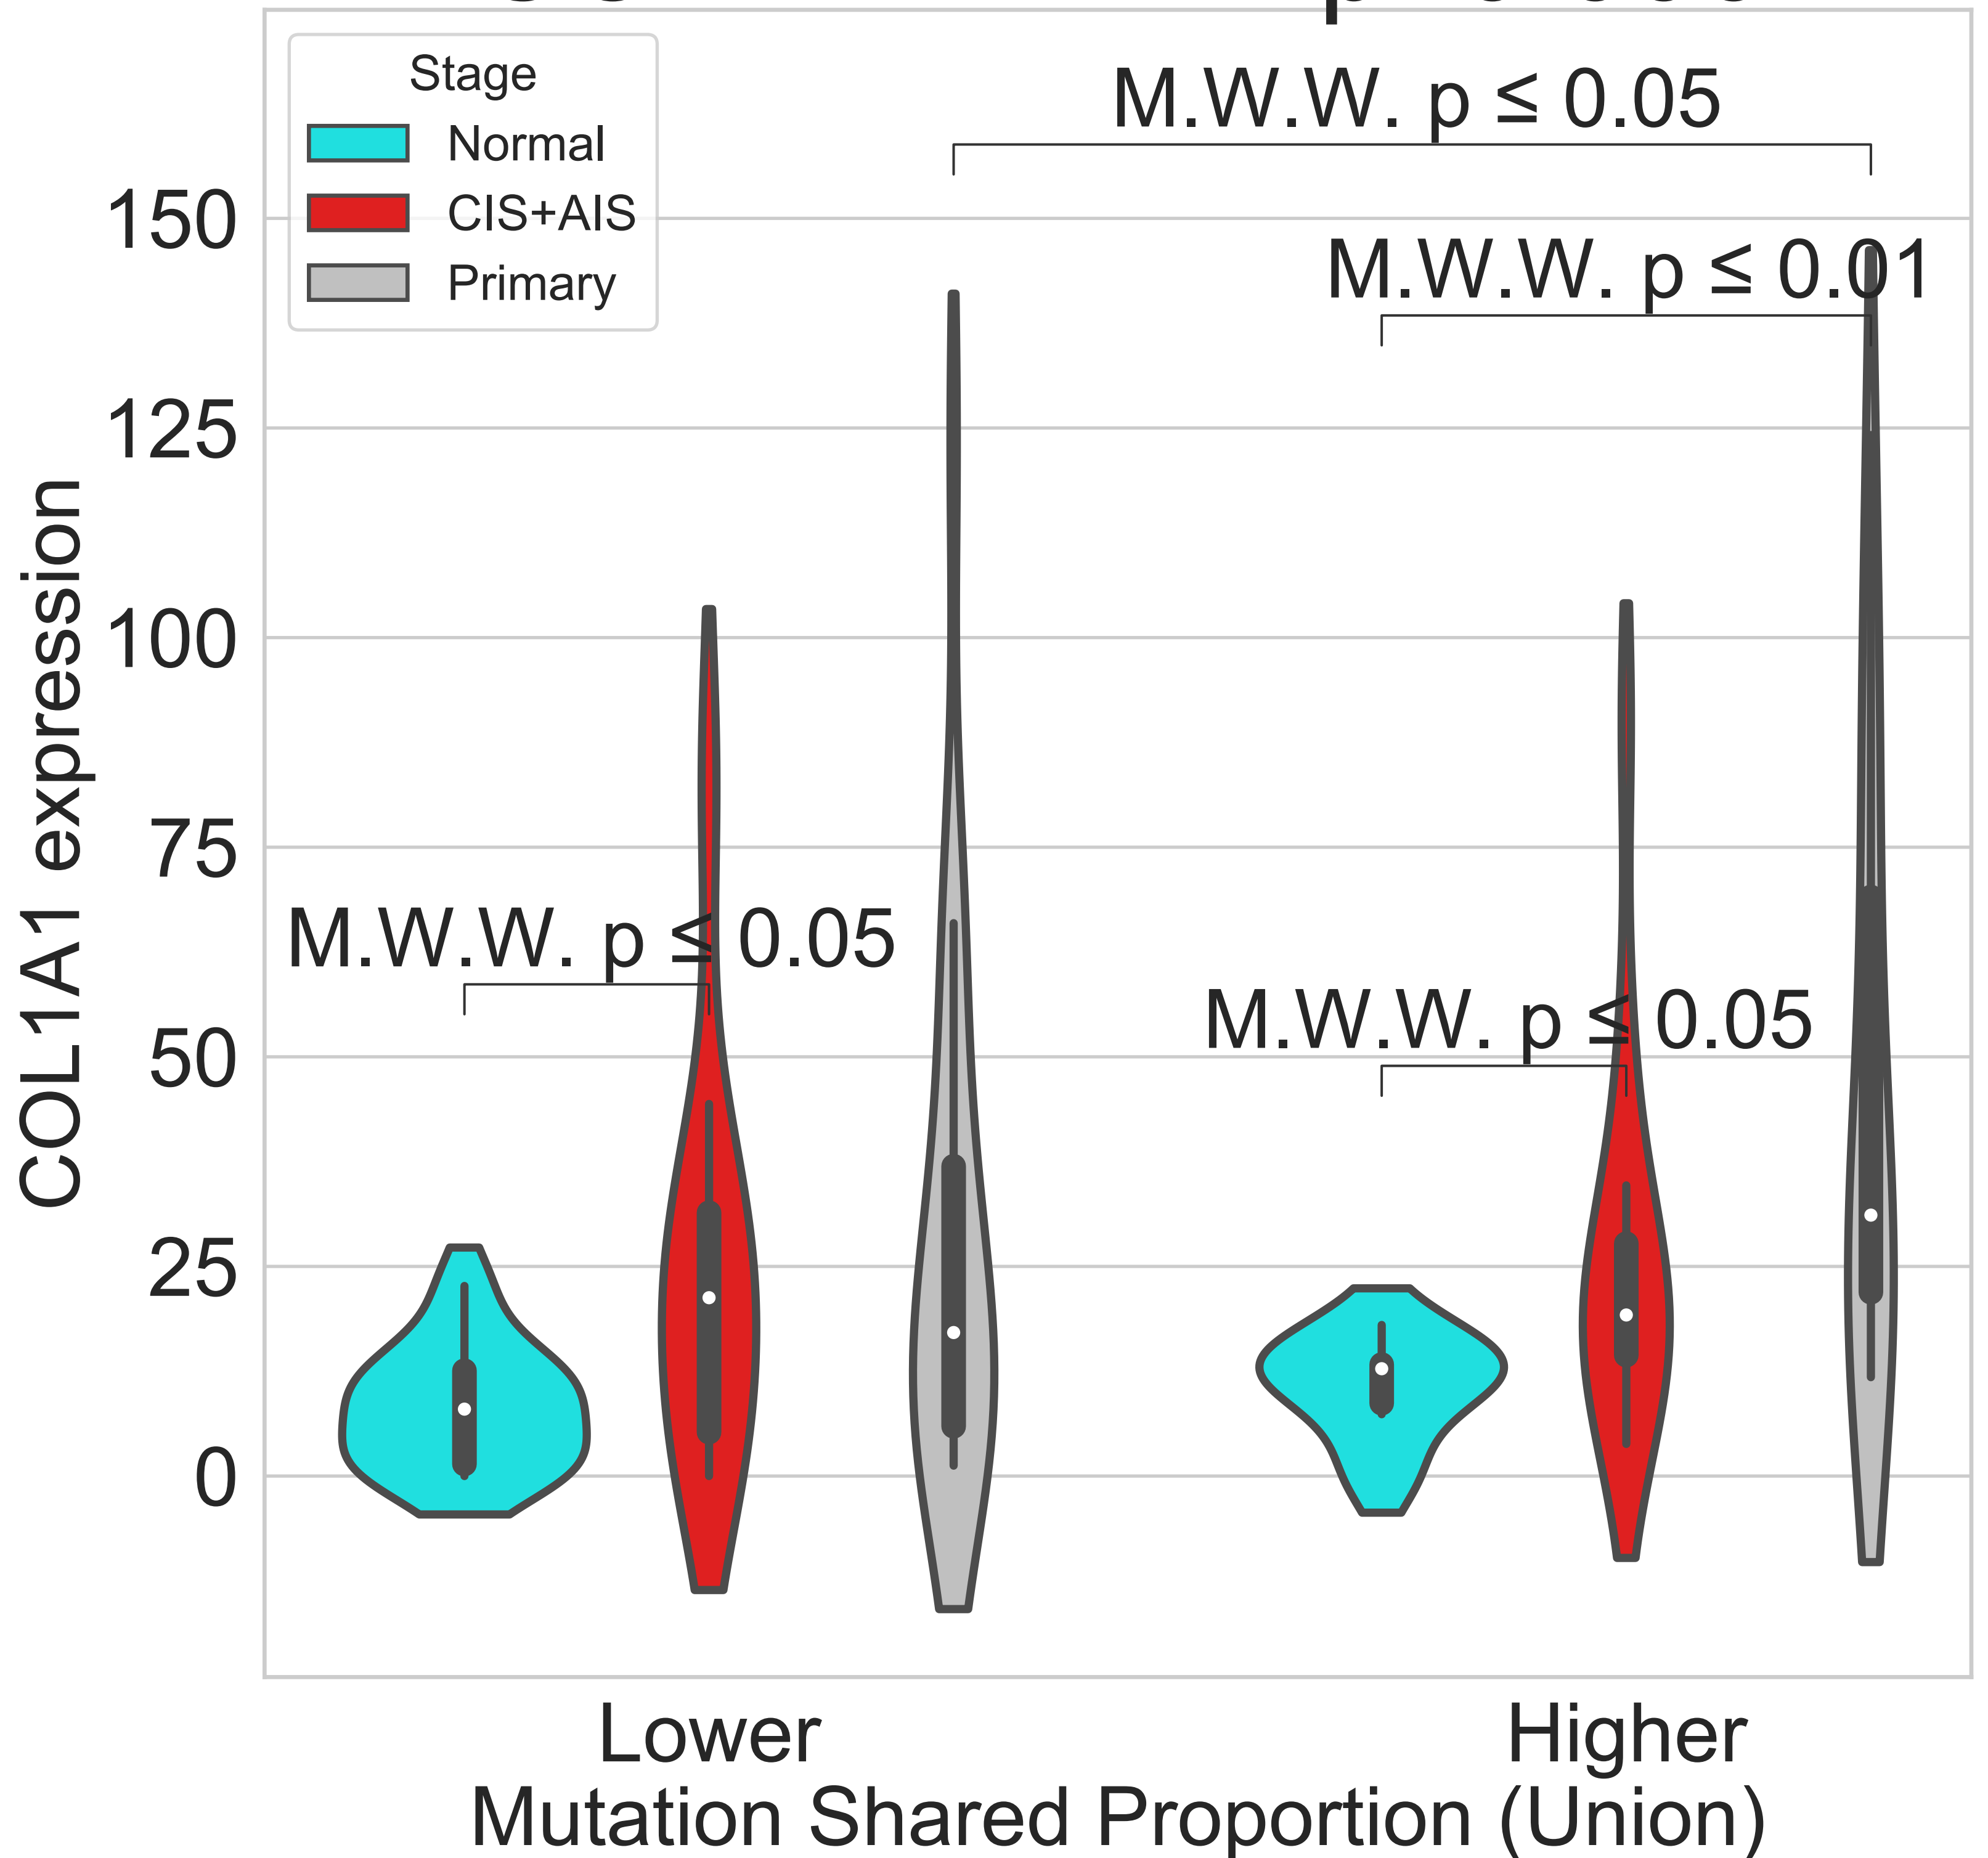 M.W.W. p ≤ 0.05
Stage
Normal
CIS+AIS
Primary
M.W.W. p ≤ 0.01
M.W.W. p ≤ 0.05
M.W.W. p ≤ 0.05
150
125
100
75
50
25
0
COL1A1 expression
Lower
Higher
Mutation Shared Proportion (Union)